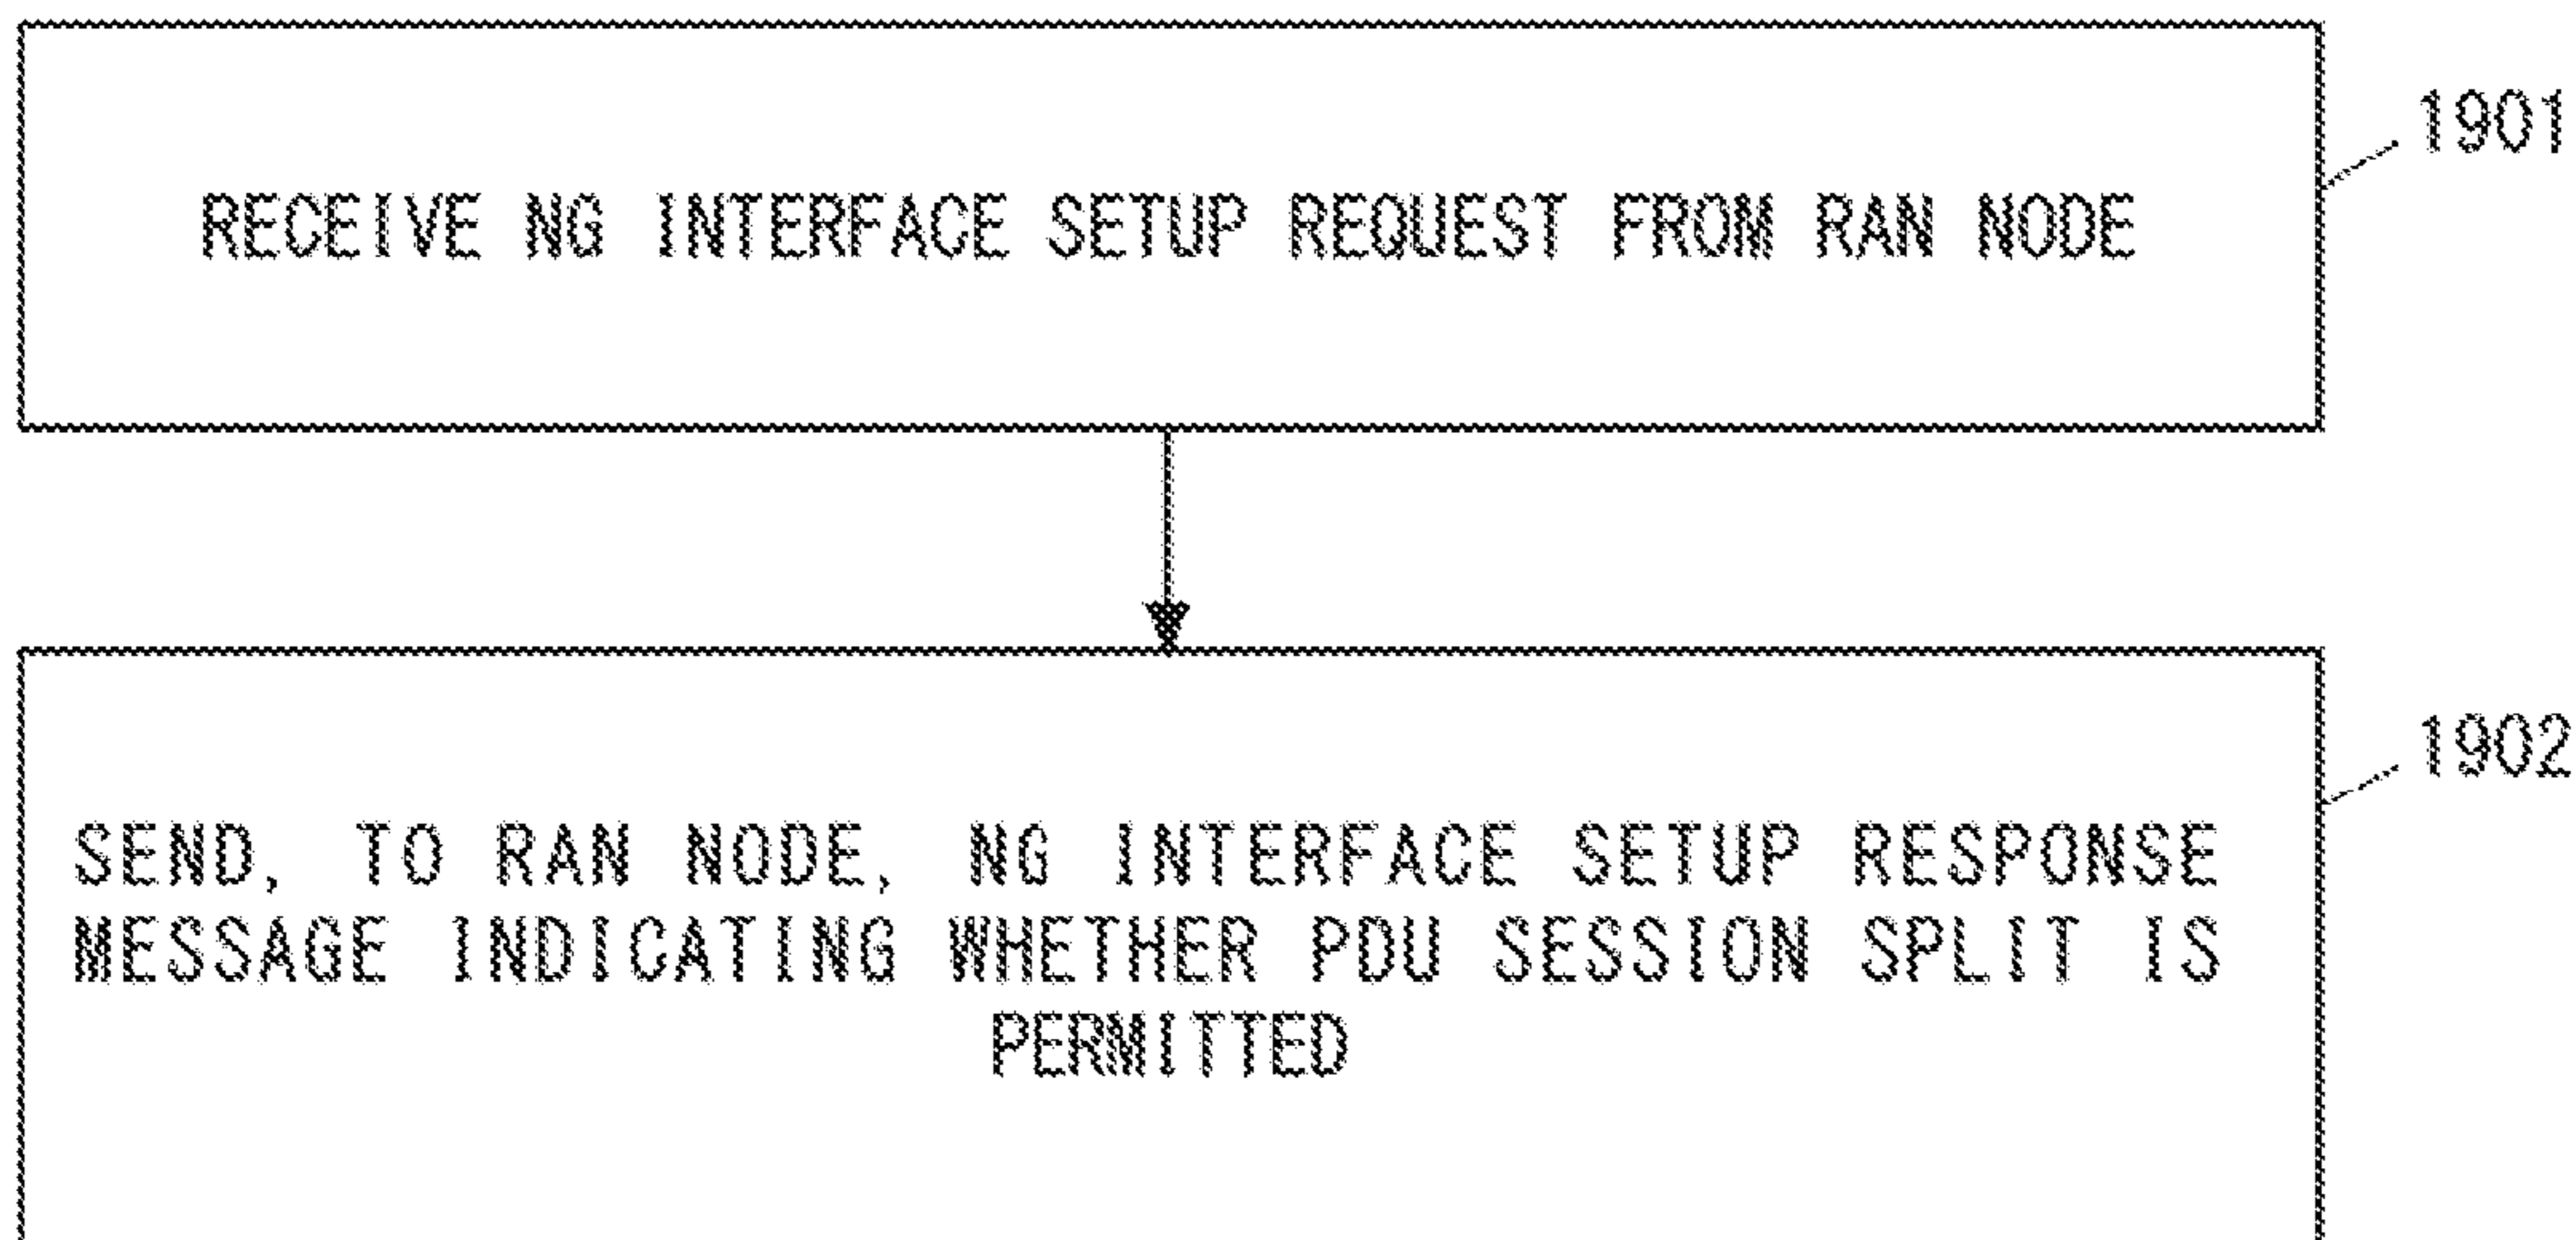 1901
RECEIVE NG INTERFACE SETUP REQUEST FROM RAN NODE
1902
SEND, TO RAN NODE, NG INTERFACE SETUP RESPONSE
MESSAGE INDICATING WHETHER PDU SESSION SPLIT IS
PERMITTED